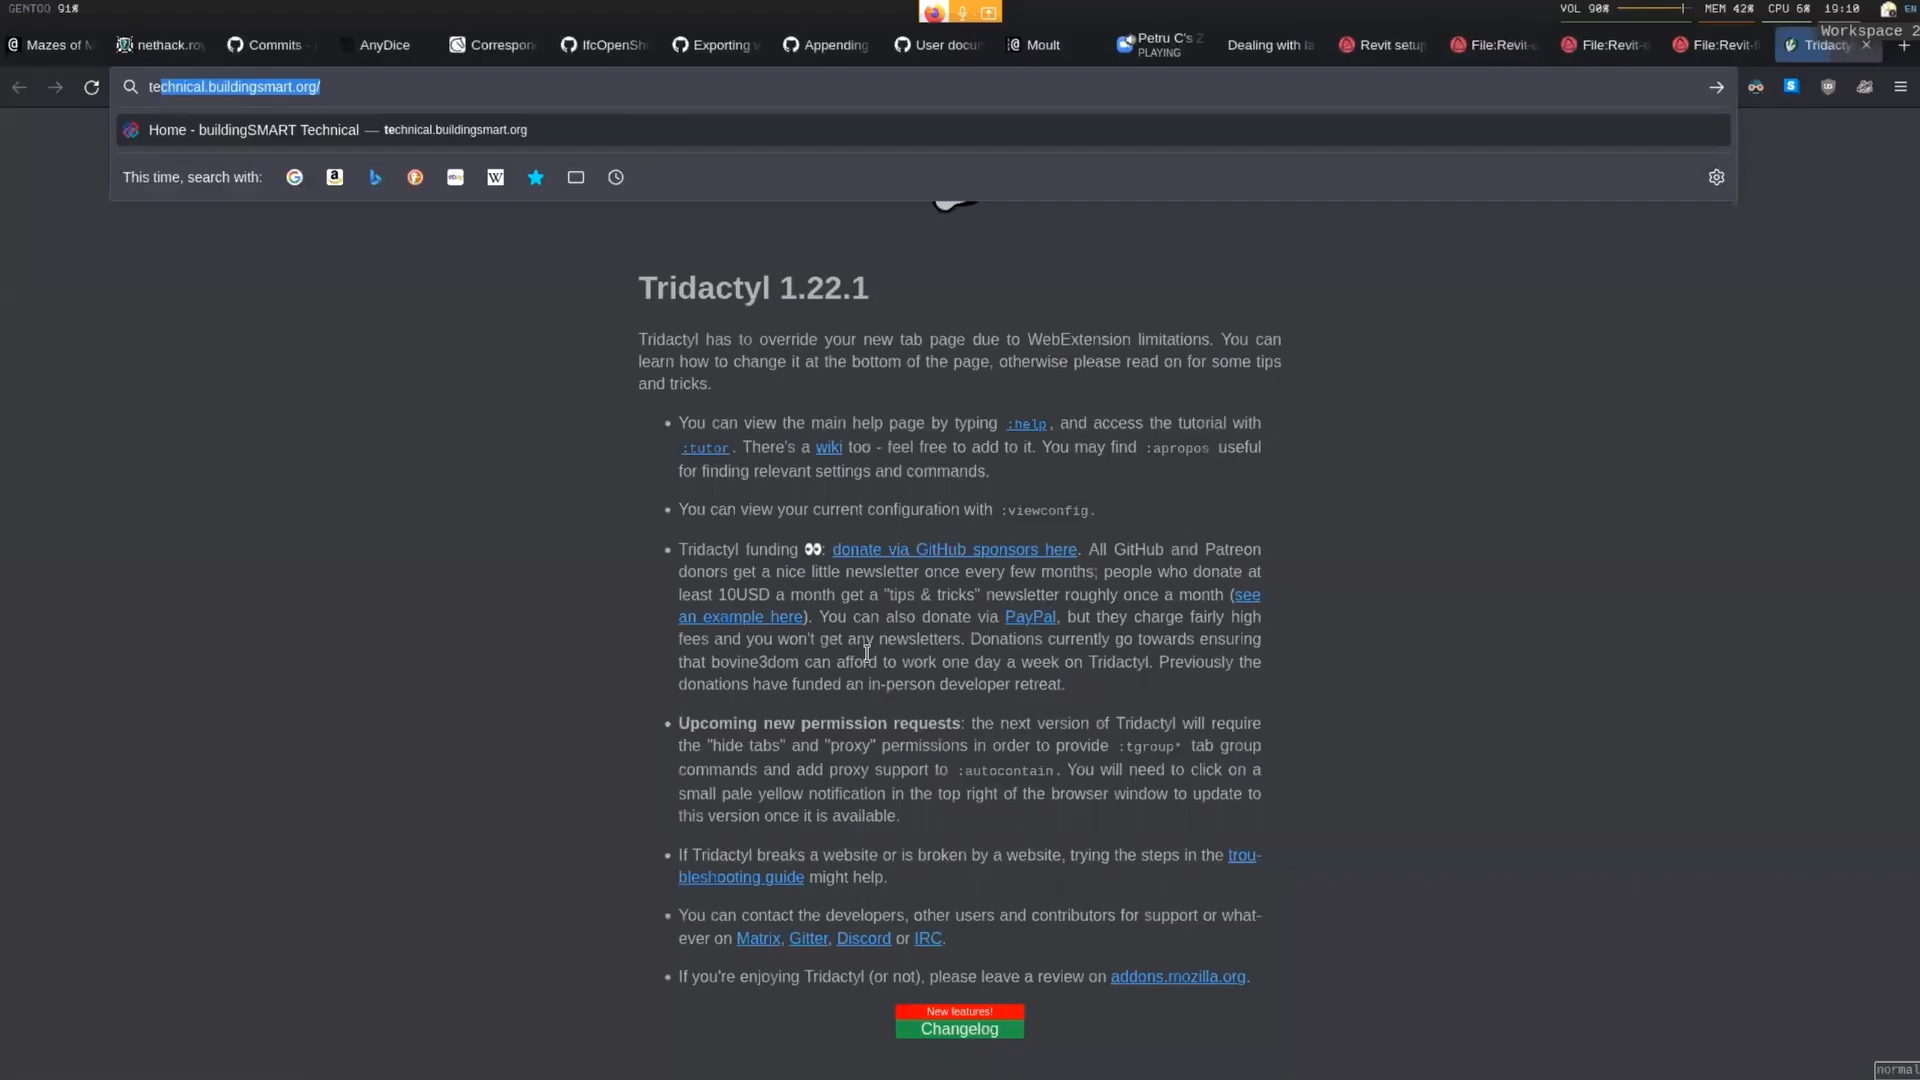 GENTOO 91%
VOL 90% MEM 42% CPU 6% 19:10 EN
Workspace 2
Mazes of M
nethack.roy
Commits ·
AnyDice
Correspon
IfcOpenSh
Exporting
Appending
User docu
Moult
Petru C's Z
PLAYING
Dealing with la
Revit setup
File:Revit-
File:Revit-
File:Revit-f
Tridacty
technical.buildingsmart.org/
Home - buildingSMART Technical — technical.buildingsmart.org
This time, search with:
Tridactyl 1.22.1
Tridactyl has to override your new tab page due to WebExtension limitations. You can
learn how to change it at the bottom of the page, otherwise please read on for some tips
and tricks.
• You can view the main help page by typing :help, and access the tutorial with
:tutor. There's a wiki too - feel free to add to it. You may find :apropos useful
for finding relevant settings and commands.
• You can view your current configuration with :viewconfig.
• Tridactyl funding 👀: donate via GitHub sponsors here. All GitHub and Patreon
donors get a nice little newsletter once every few months; people who donate at
least 10USD a month get a "tips & tricks" newsletter roughly once a month (see
an example here). You can also donate via PayPal, but they charge fairly high
fees and you won't get any newsletters. Donations currently go towards ensuring
that bovine3dom can afford to work one day a week on Tridactyl. Previously the
donations have funded an in-person developer retreat.
• Upcoming new permission requests: the next version of Tridactyl will require
the "hide tabs" and "proxy" permissions in order to provide :tgroup* tab group
commands and add proxy support to :autocontain. You will need to click on a
small pale yellow notification in the top right of the browser window to update to
this version once it is available.
• If Tridactyl breaks a website or is broken by a website, trying the steps in the trou-
bleshooting guide might help.
• You can contact the developers, other users and contributors for support or what-
ever on Matrix, Gitter, Discord or IRC.
• If you're enjoying Tridactyl (or not), please leave a review on addons.mozilla.org.
New features!
Changelog
normal